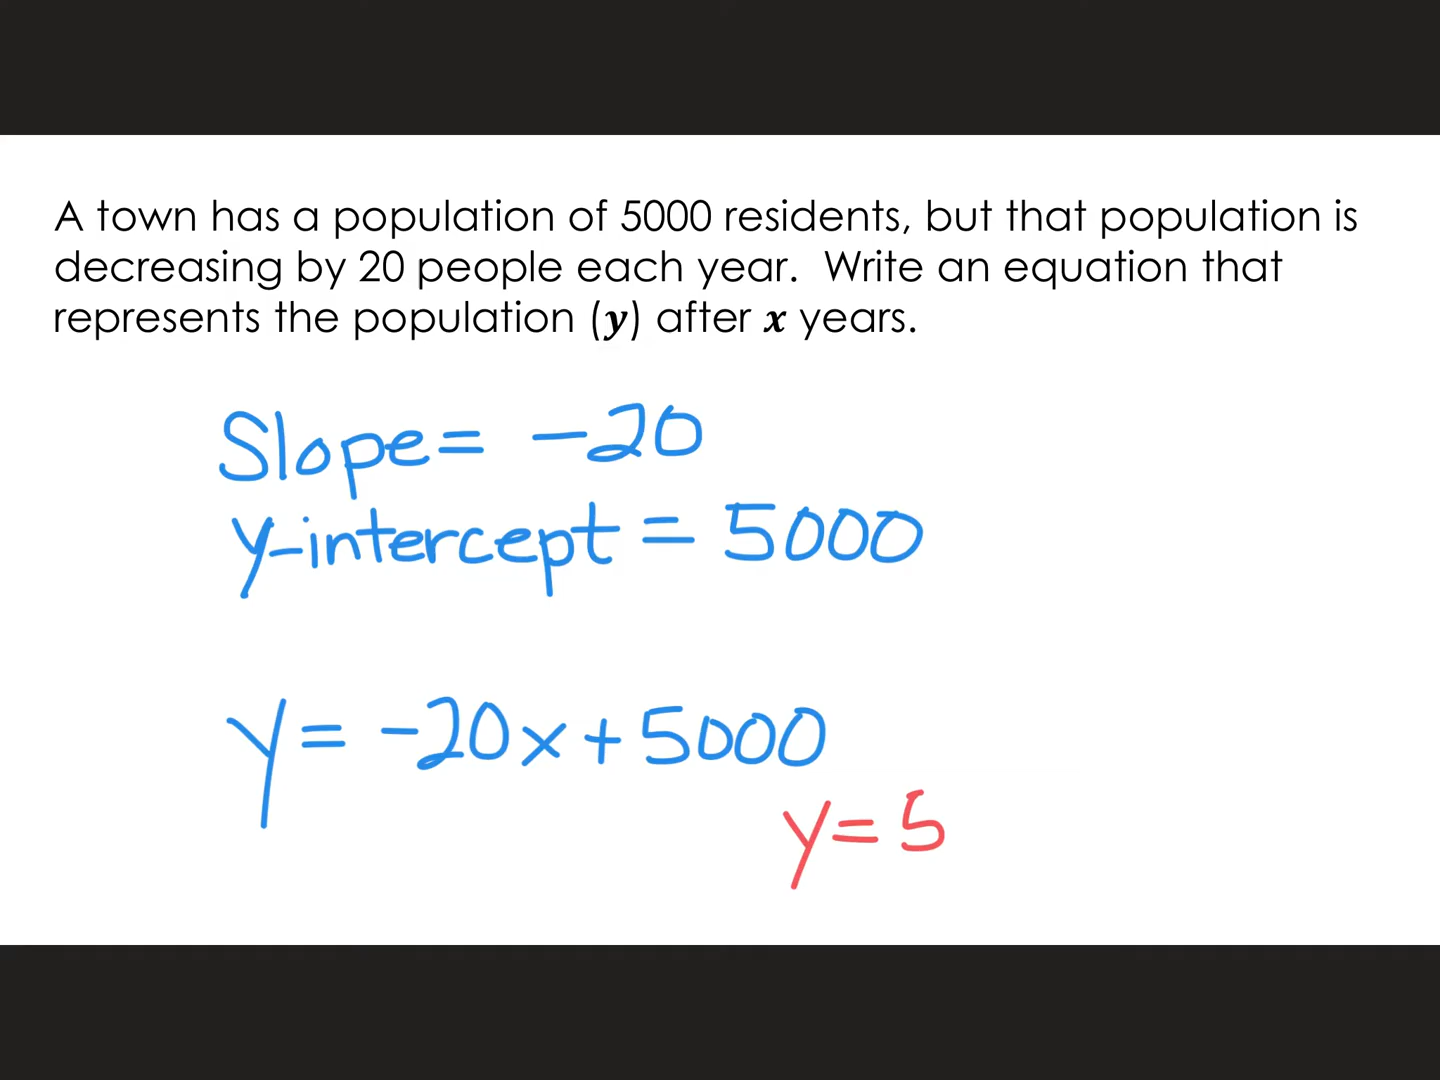 A town has a population of 5000 residents, but that population is
decreasing by 20 people each year.  Write an equation that
represents the population (y) after x years.
Slope = -20
y-intercept = 5000
y = -20x + 5000
y = 5